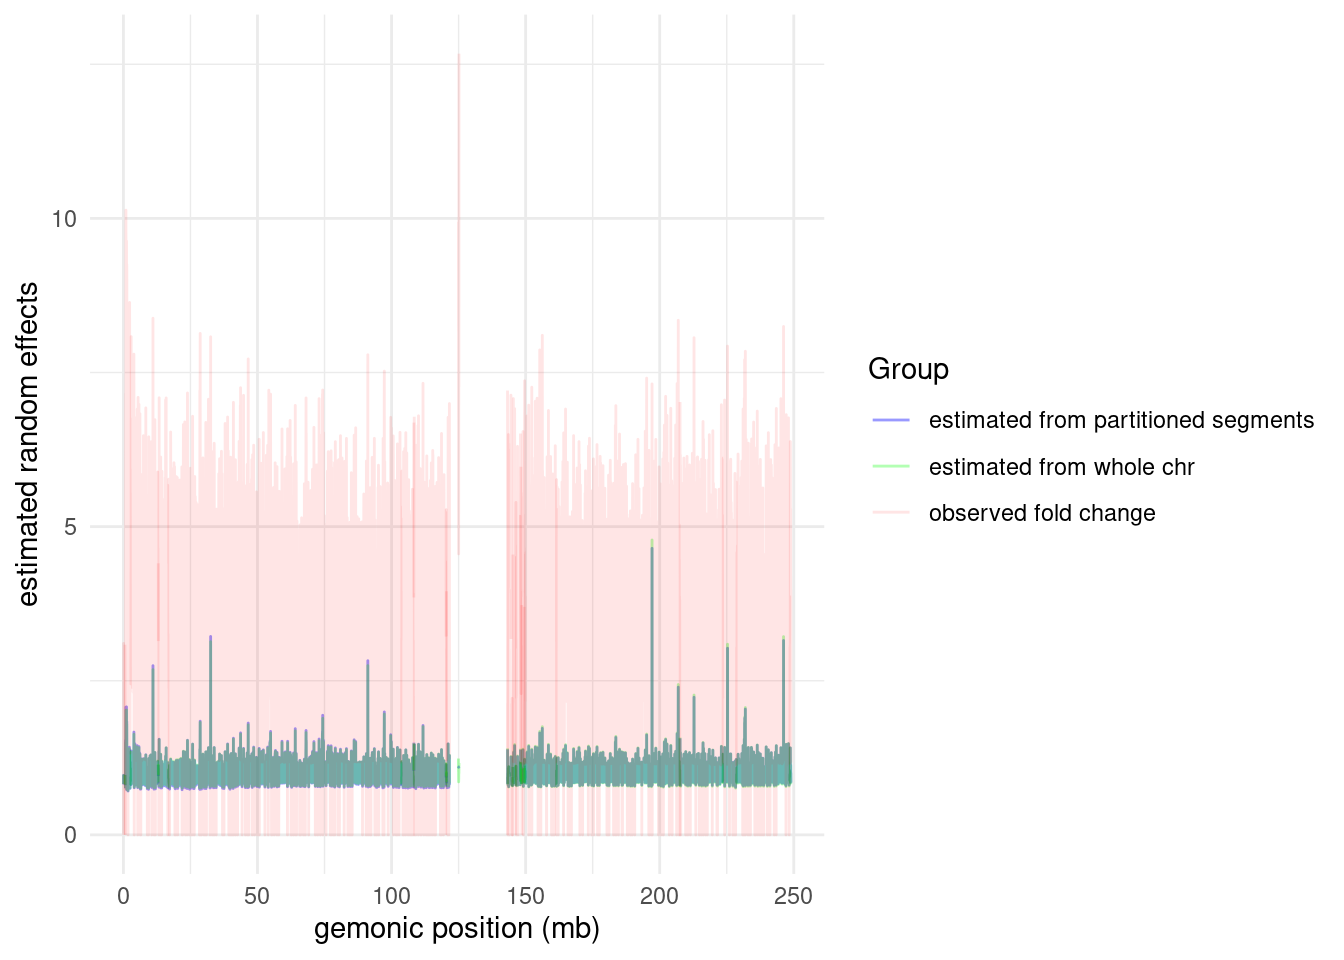 estimated random effects
10
5
0
0
50
100
150
200
250
gemonic position (mb)
Group
estimated from partitioned segments
estimated from whole chr
observed fold change